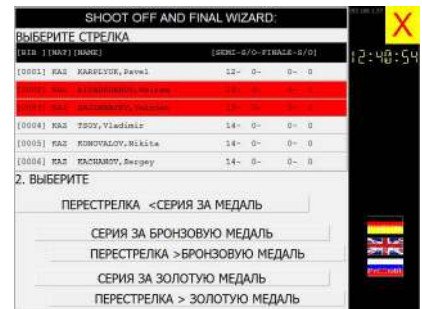 SHOOT OFF AND FINAL WIZARD:
ВЫБЕРИТЕ СТРЕЛКА
[BIB ][NAT][NAME] [SEMI-S/O-FINALE-S/O]
[0001] KAZ KARPLYUK, Pavel 12- 0- 0- 0
[0004] KAZ TSOY, Vladimir 14- 0- 0- 0
[0005] KAZ KONOVALOV, Nikita 14- 0- 0- 0
[0006] KAZ KACHANOV, Sergey 14- 0- 0- 0
2. ВЫБЕРИТЕ
ПЕРЕСТРЕЛКА <СЕРИЯ ЗА МЕДАЛЬ
СЕРИЯ ЗА БРОНЗОВУЮ МЕДАЛЬ
ПЕРЕСТРЕЛКА >БРОНЗОВУЮ МЕДАЛЬ
СЕРИЯ ЗА ЗОЛОТУЮ МЕДАЛЬ
ПЕРЕСТРЕЛКА > ЗОЛОТУЮ МЕДАЛЬ
X
12:40:54